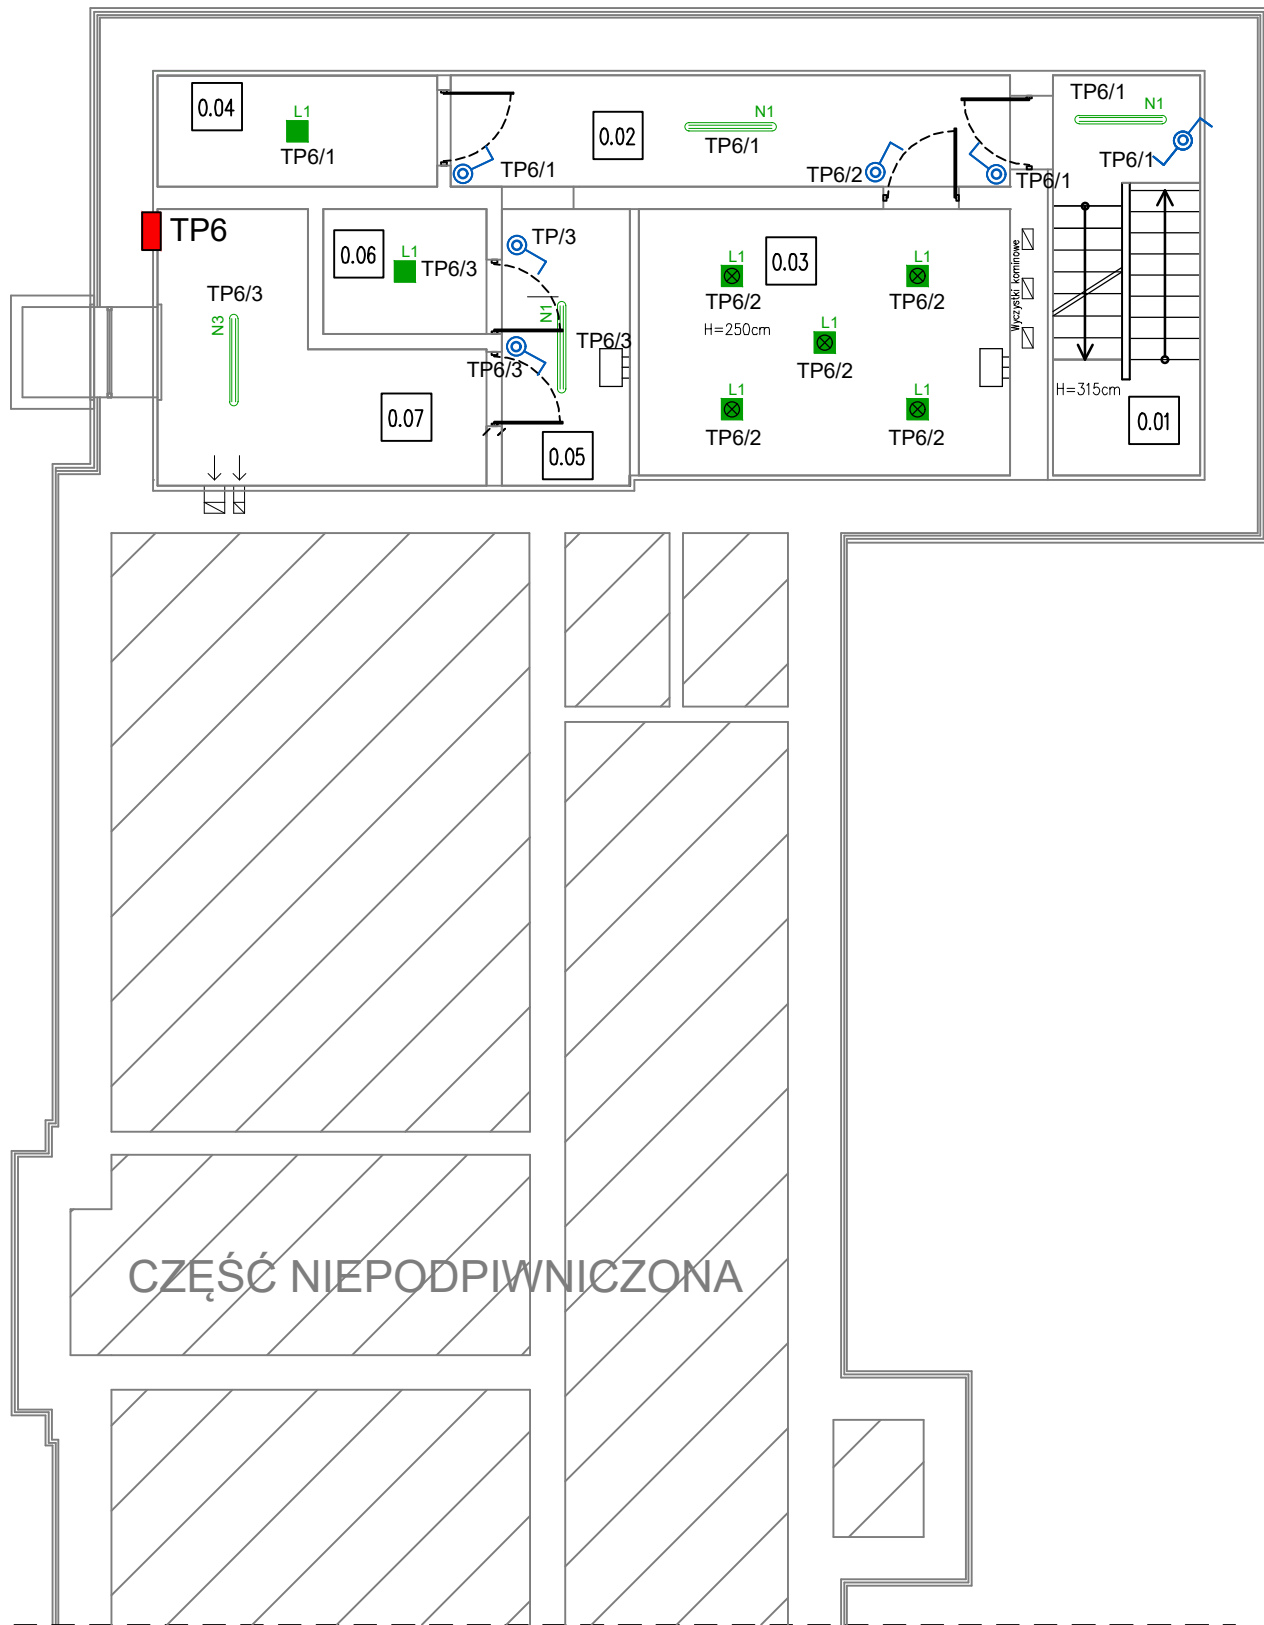 TP6/1
N1
TP6/1
0.04
L1
TP6/1
0.02
N1
TP6/1
TP6/1
TP6/2
TP6/1
TP6
0.06
L1
TP6/3
TP/3
TP6/3
N3
N1
TP6/3
TP6/3
0.07
0.05
0.03
L1
TP6/2
L1
TP6/2
H=250cm
L1
TP6/2
L1
TP6/2
L1
TP6/2
Wyczystki kominowe
H=315cm
0.01
CZĘŚĆ NIEPODPIWNICZONA